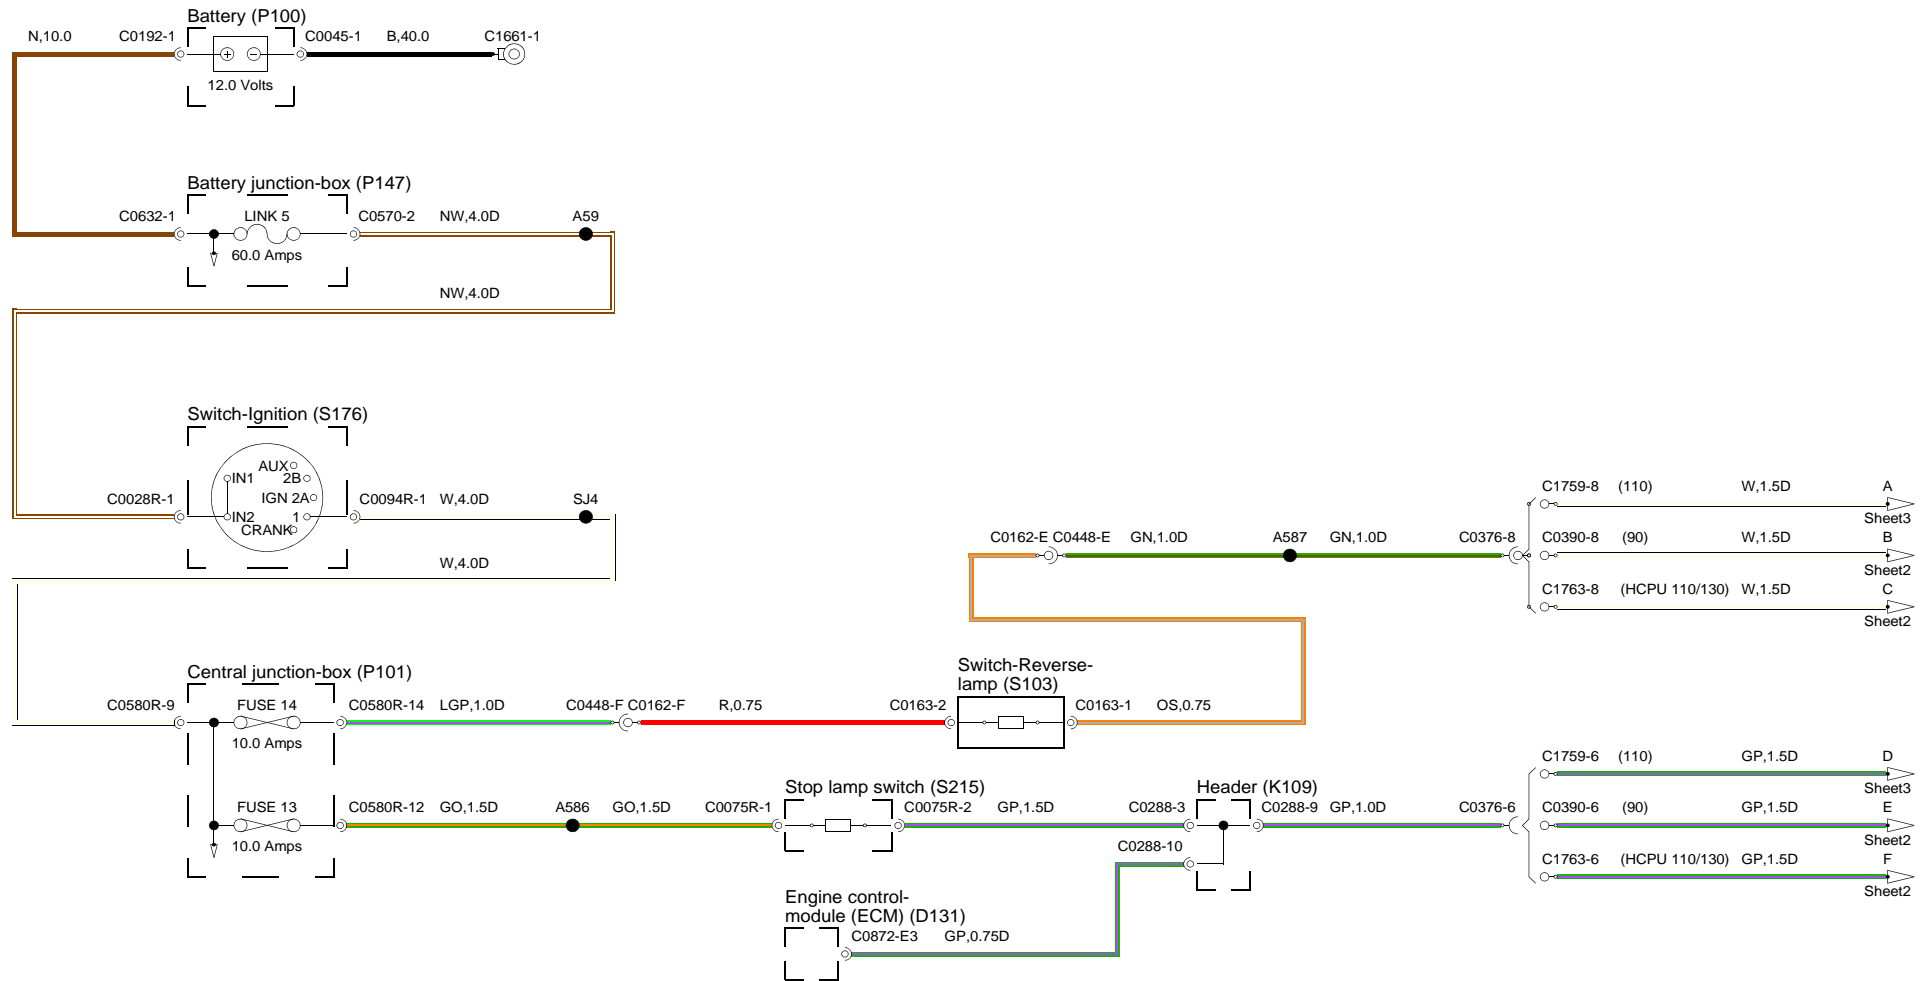 Battery (P100)
N,10.0 C0192-1 C0045-1 B,40.0 C1661-1
12.0 Volts
Battery junction-box (P147)
C0632-1 LINK 5 C0570-2 NW,4.0D A59
60.0 Amps
NW,4.0D
Switch-Ignition (S176)
AUX
IN1 2B
C0028R-1 IGN 2A C0094R-1 W,4.0D SJ4
IN2 1
CRANK
W,4.0D
C1759-8 (110) W,1.5D A
Sheet3
C0162-E C0448-E GN,1.0D A587 GN,1.0D C0376-8 C0390-8 (90) W,1.5D B
Sheet2
C1763-8 (HCPU 110/130) W,1.5D C
Sheet2
Central junction-box (P101)
Switch-Reverse-
lamp (S103)
C0580R-9 FUSE 14 C0580R-14 LGP,1.0D C0448-F C0162-F R,0.75 C0163-2 C0163-1 OS,0.75
10.0 Amps
C1759-6 (110) GP,1.5D D
Sheet3
Stop lamp switch (S215) Header (K109)
FUSE 13 C0580R-12 GO,1.5D A586 GO,1.5D C0075R-1 C0075R-2 GP,1.5D C0288-3 C0288-9 GP,1.0D C0376-6 C0390-6 (90) GP,1.5D E
Sheet2
10.0 Amps
C0288-10
C1763-6 (HCPU 110/130) GP,1.5D F
Sheet2
Engine control-
module (ECM) (D131)
C0872-E3 GP,0.75D